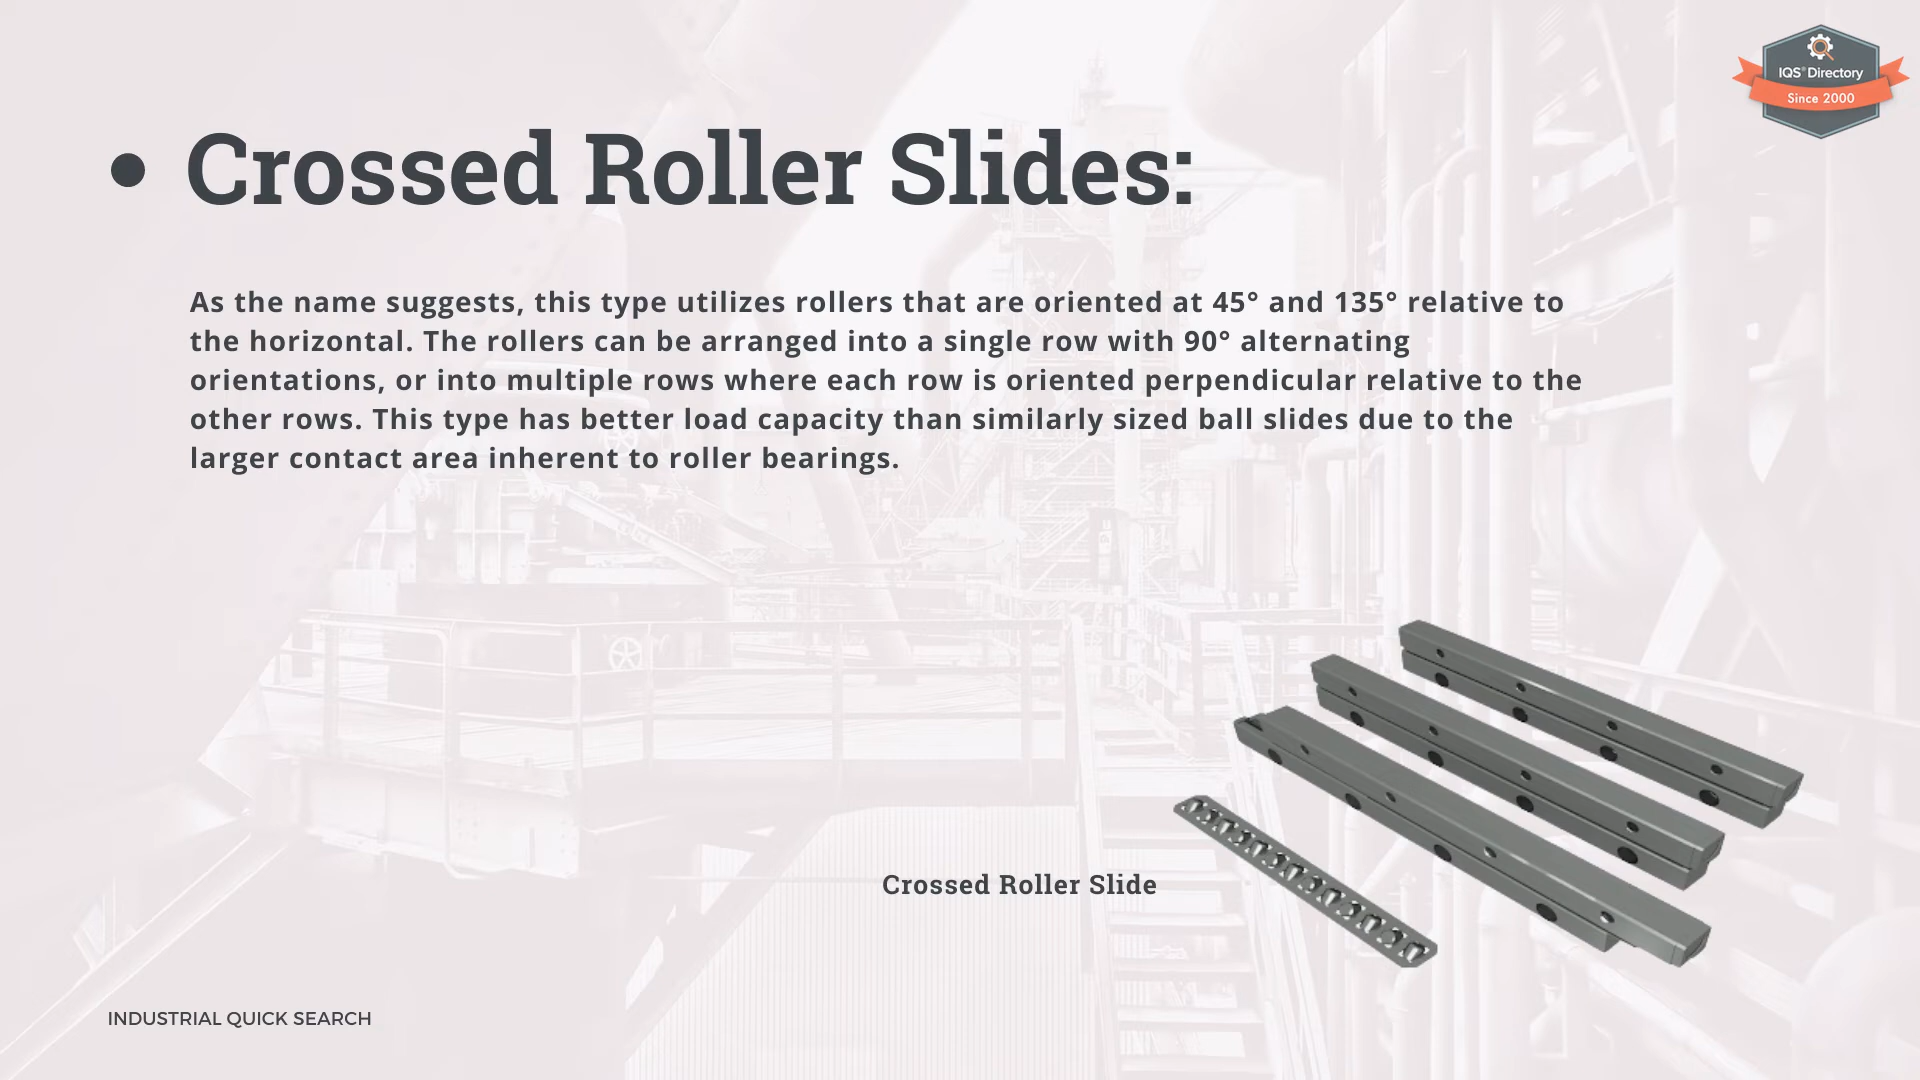 IQS® Directory
Since 2000
• Crossed Roller Slides:
As the name suggests, this type utilizes rollers that are oriented at 45° and 135° relative to
the horizontal. The rollers can be arranged into a single row with 90° alternating
orientations, or into multiple rows where each row is oriented perpendicular relative to the
other rows. This type has better load capacity than similarly sized ball slides due to the
larger contact area inherent to roller bearings.
Crossed Roller Slide
INDUSTRIAL QUICK SEARCH